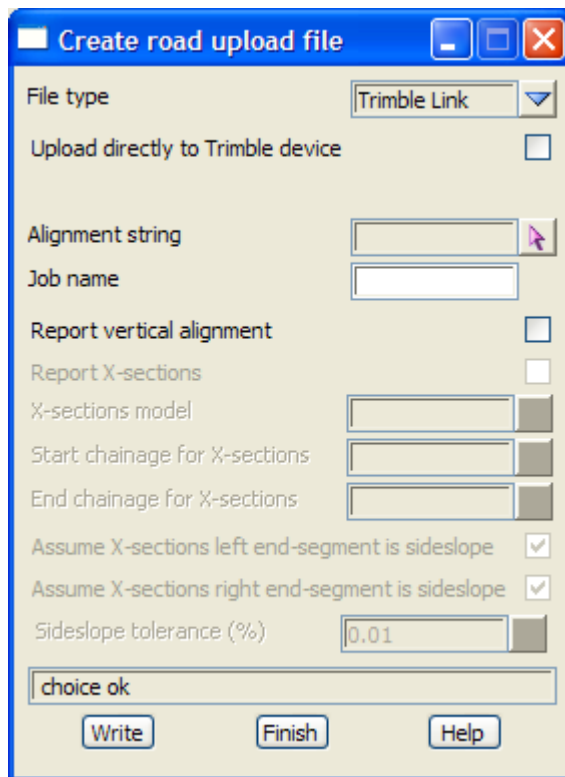 Create road upload file
File type Trimble Link
Upload directly to Trimble device
Alignment string
Job name
Report vertical alignment
Report X-sections
X-sections model
Start chainage for X-sections
End chainage for X-sections
Assume X-sections left end-segment is sideslope
Assume X-sections right end-segment is sideslope
Sideslope tolerance (%) 0.01
choice ok
Write Finish Help